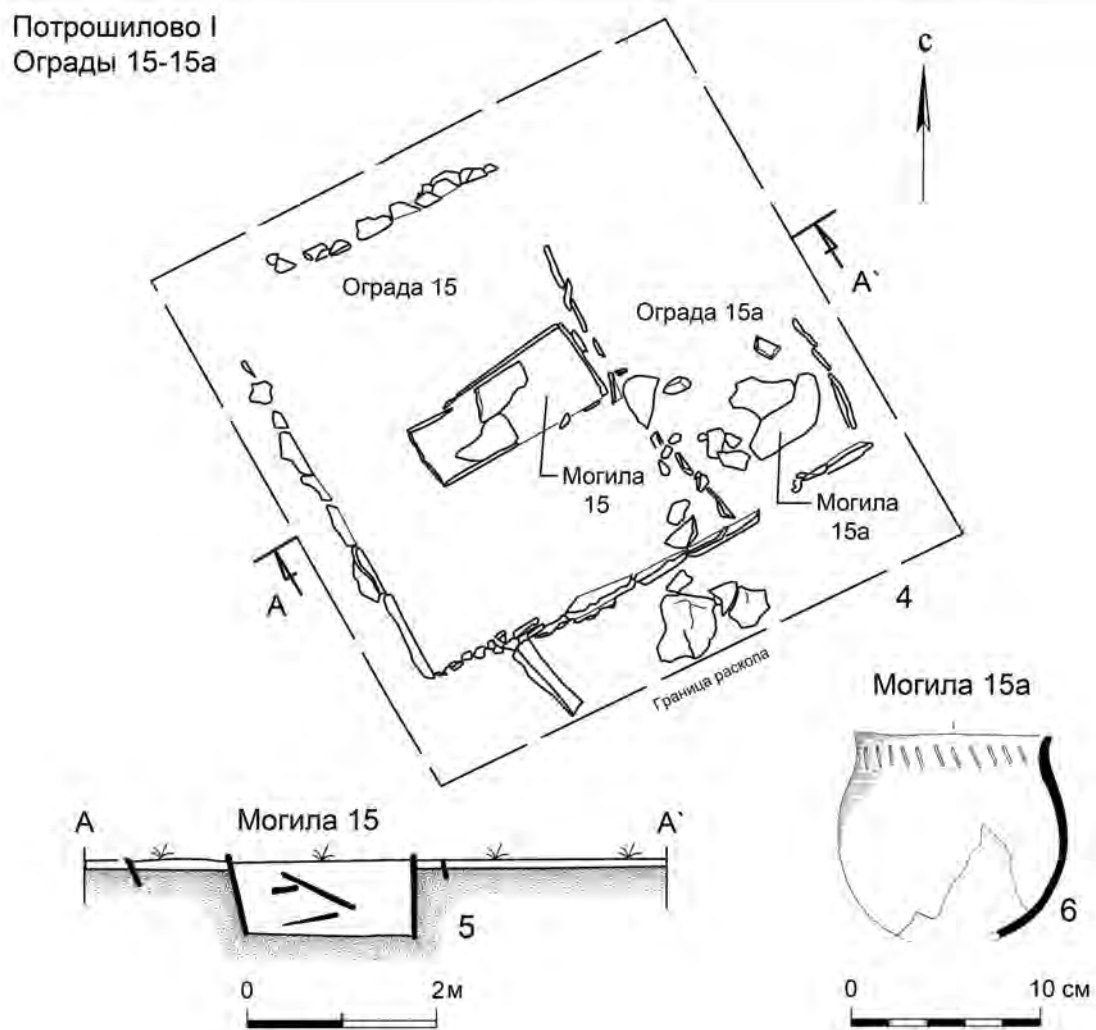 Потрошилово I
Ограды 15-15а
с
А`
Ограда 15
Ограда 15а
Могила
15
Могила
15а
А
4
Граница раскопа
Могила 15а
А
Могила 15
А`
5
6
0
2м
0
10 см